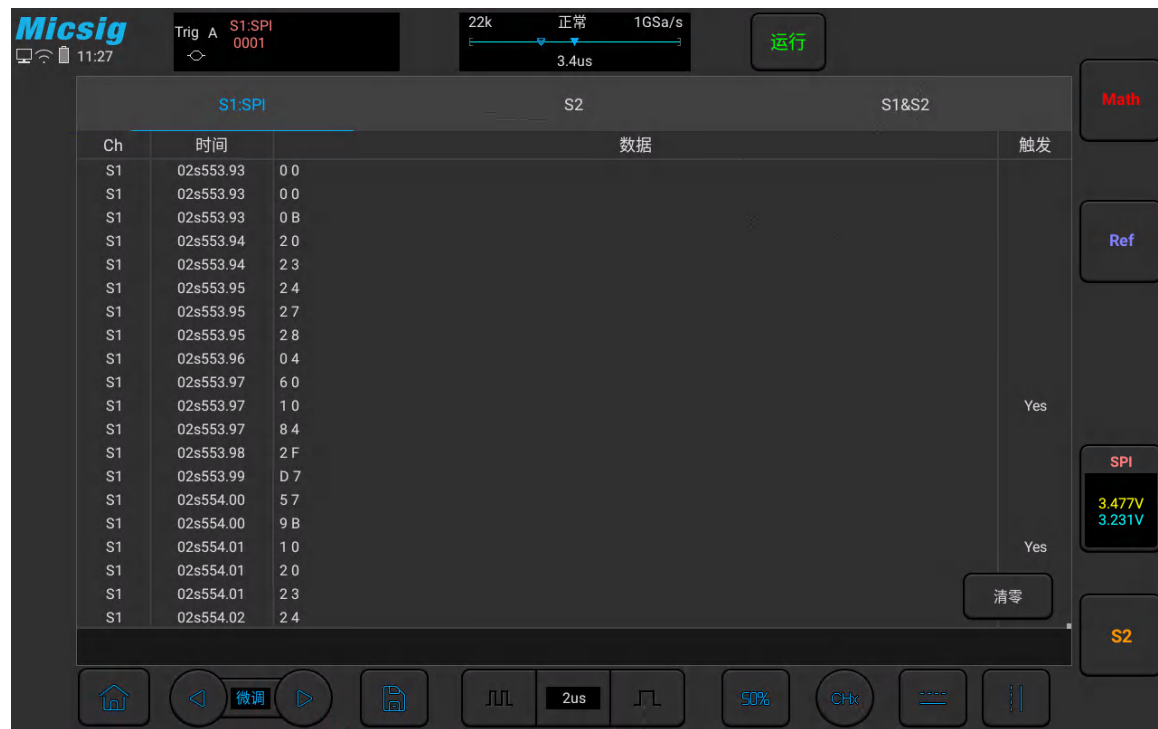 Micsig
11:27
Trig A S1:SPI
0001
22k 正常 1GSa/s
3.4us
运行
S1:SPI S2 S1&S2
Ch 时间 数据 触发
S1 02s553.93 0 0
S1 02s553.93 0 0
S1 02s553.93 0 B
S1 02s553.94 2 0
S1 02s553.94 2 3
S1 02s553.95 2 4
S1 02s553.95 2 7
S1 02s553.95 2 8
S1 02s553.96 0 4
S1 02s553.97 6 0
S1 02s553.97 1 0 Yes
S1 02s553.97 8 4
S1 02s553.98 2 F
S1 02s553.99 D 7
S1 02s554.00 5 7
S1 02s554.00 9 B
S1 02s554.01 1 0 Yes
S1 02s554.01 2 0
S1 02s554.01 2 3
S1 02s554.02 2 4
清零
Math
Ref
SPI
3.477V
3.231V
S2
微调
2us
50%
CHx